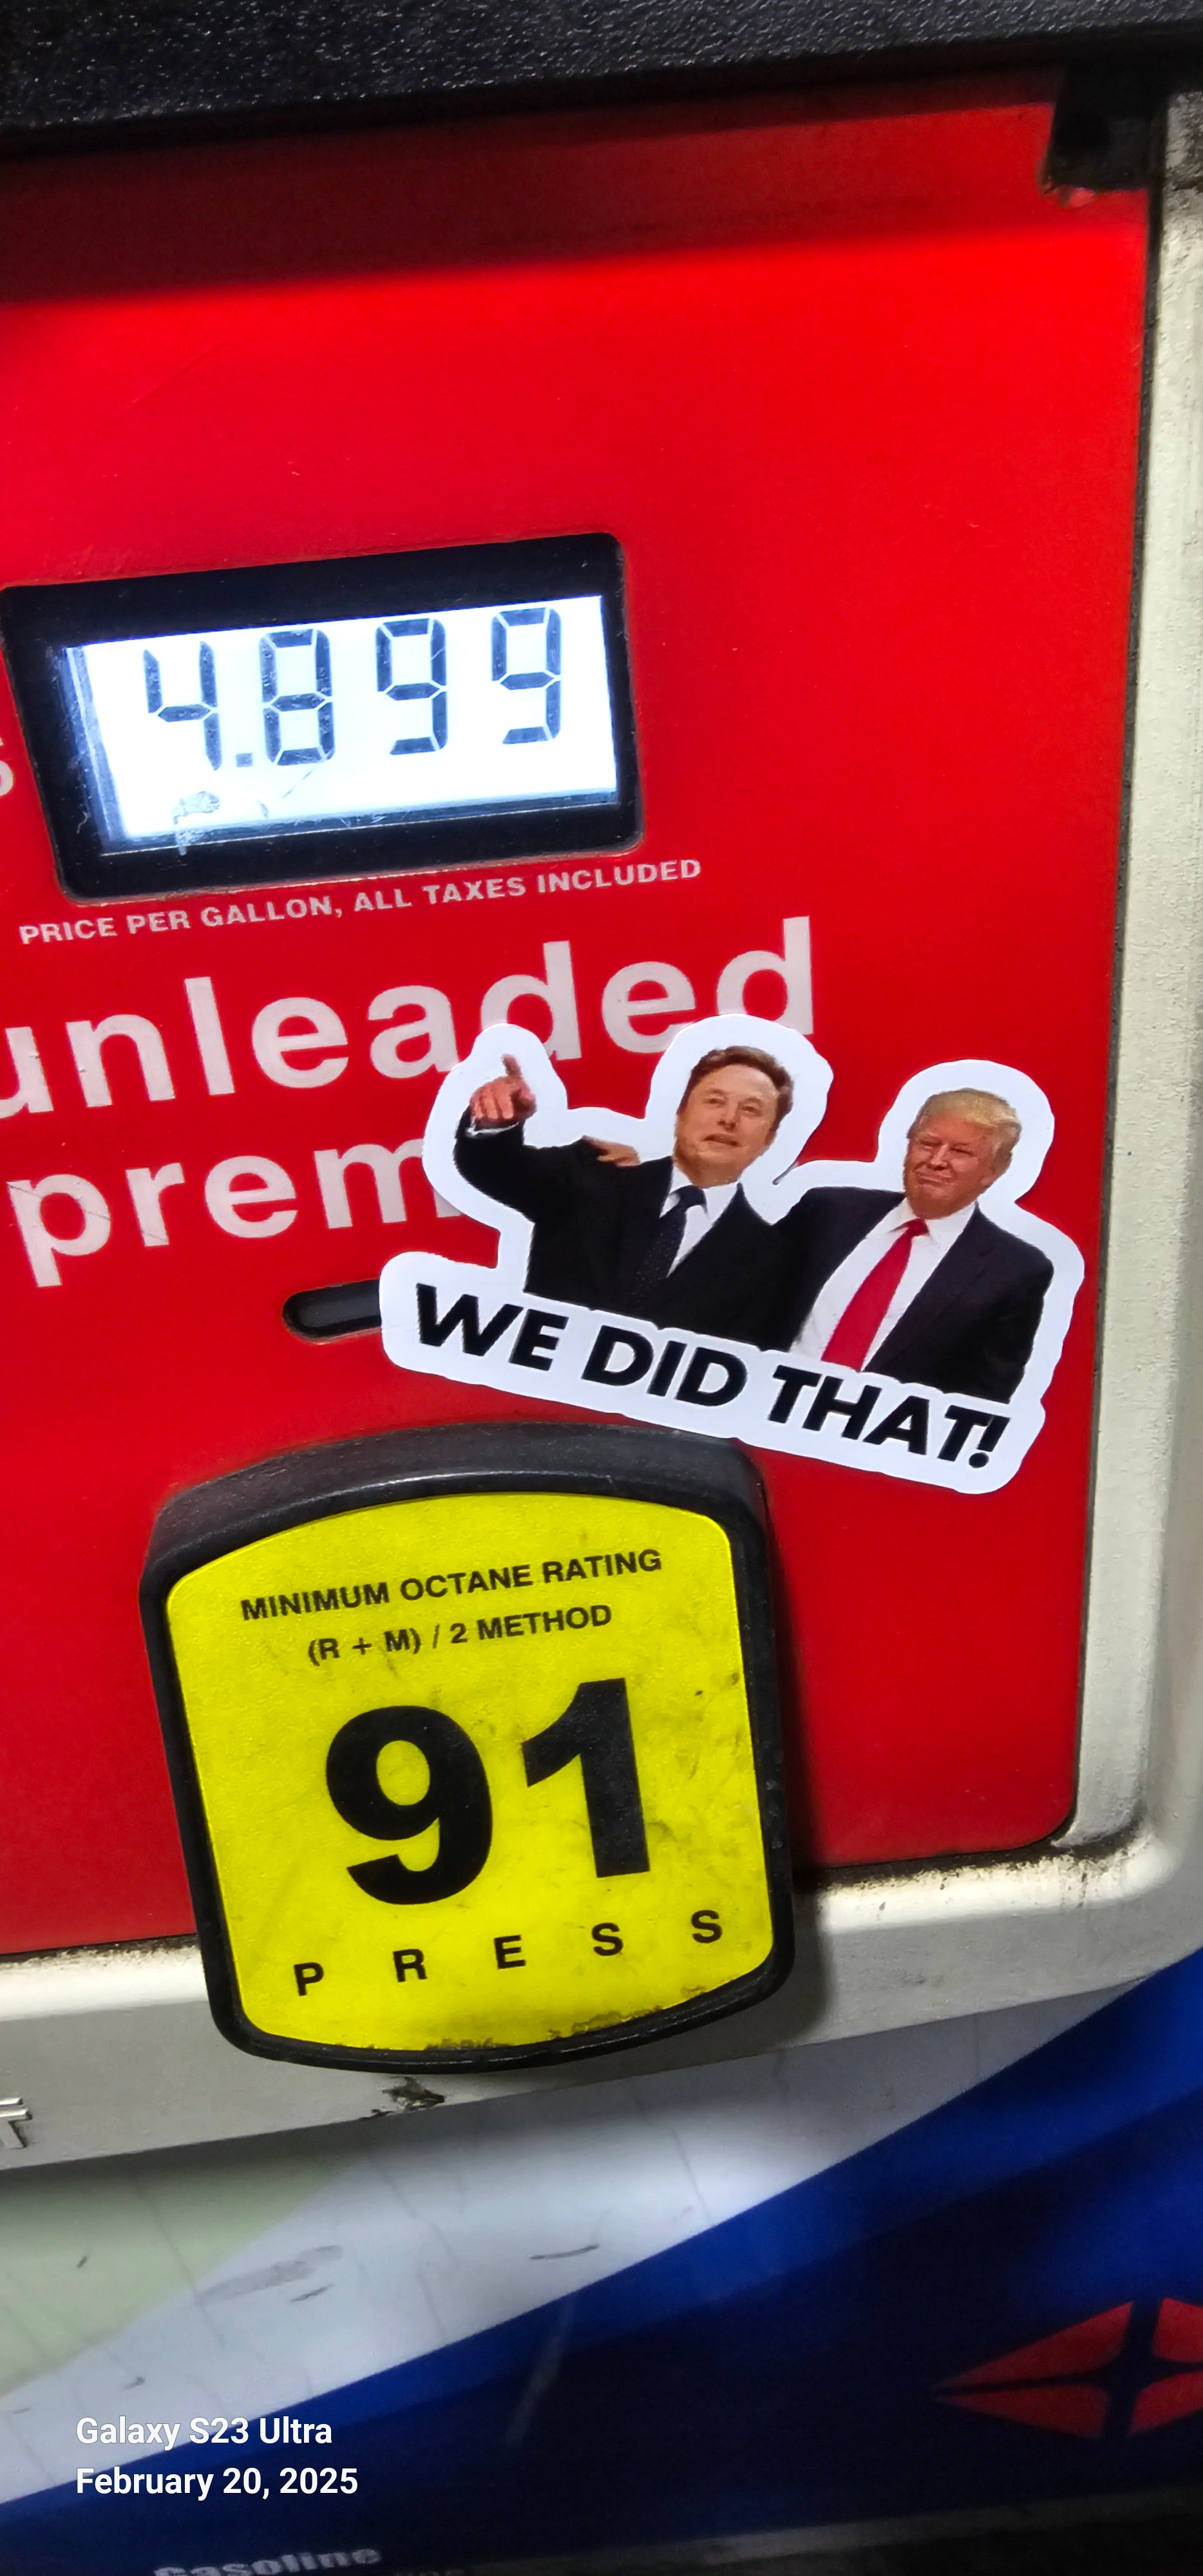 4.899
PRICE PER GALLON, ALL TAXES INCLUDED
unleaded
prem
WE DID THAT!
MINIMUM OCTANE RATING
(R + M) / 2 METHOD
91
PRESS
Galaxy S23 Ultra
February 20, 2025
Gasoline